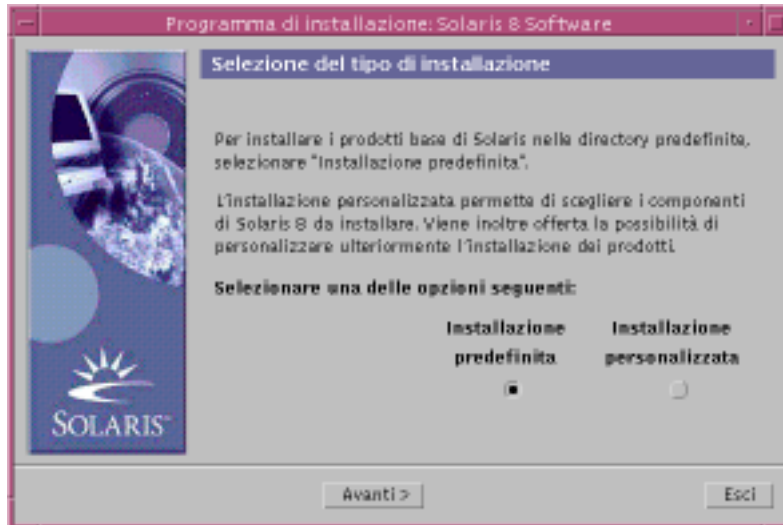 Programma di installazione: Solaris 8 Software
Selezione del tipo di installazione
Per installare i prodotti base di Solaris nelle directory predefinite,
selezionare "Installazione predefinita".
L'installazione personalizzata permette di scegliere i componenti
di Solaris 8 da installare. Viene inoltre offerta la possibilità di
personalizzare ulteriormente l'installazione dei prodotti.
Selezionare una delle opzioni seguenti:
Installazione predefinita
Installazione personalizzata
SOLARIS™
Avanti >
Esci